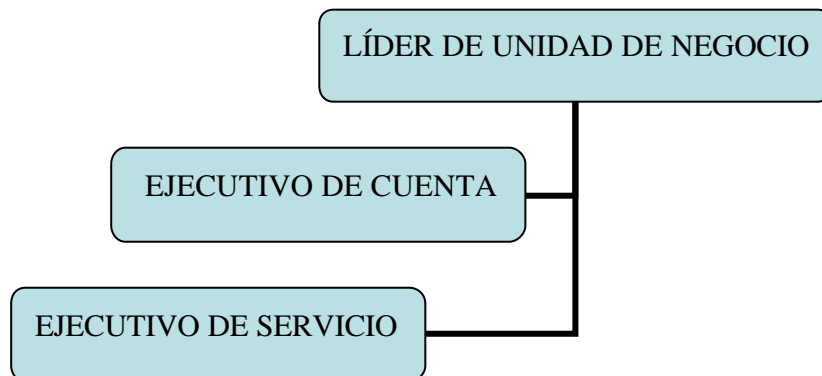 LÍDER DE UNIDAD DE NEGOCIO
EJECUTIVO DE CUENTA
EJECUTIVO DE SERVICIO